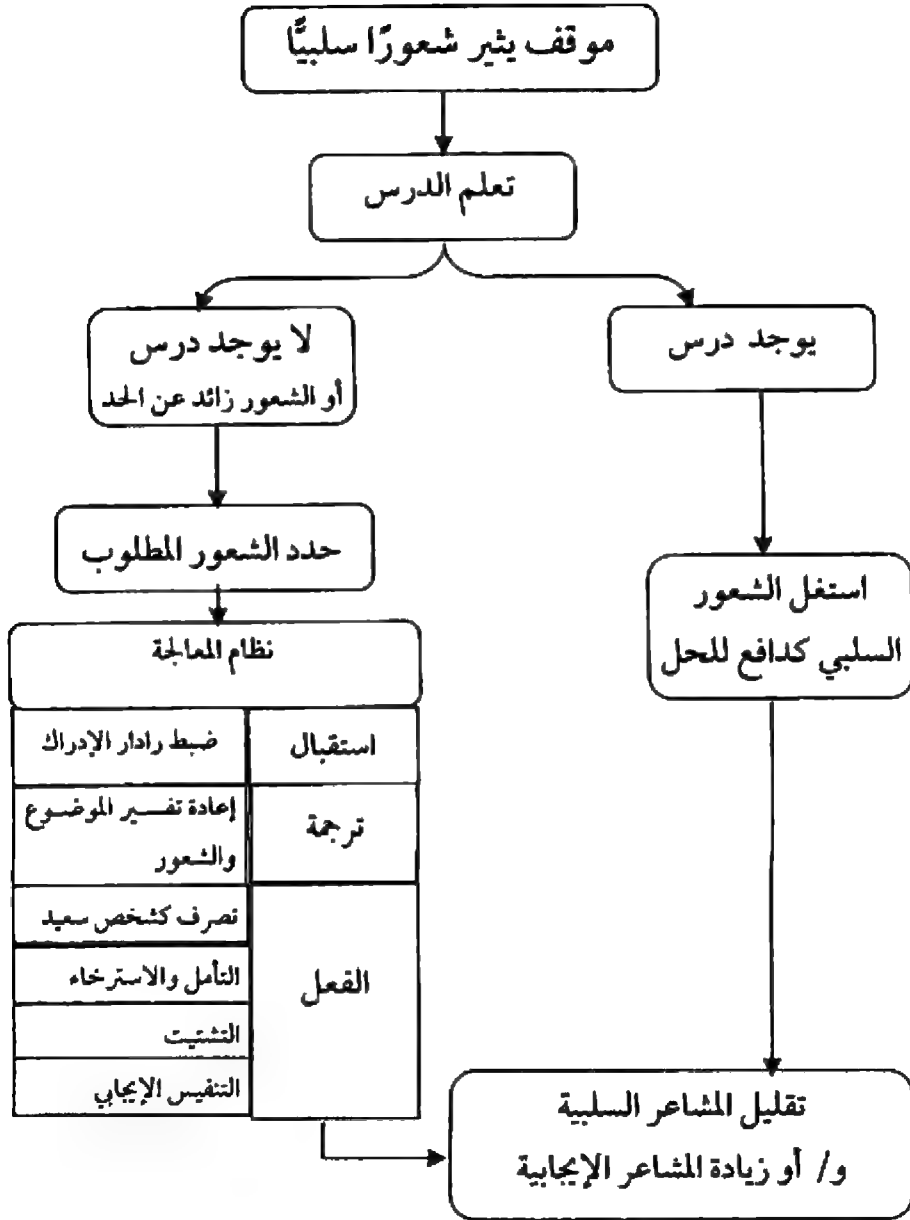 موقف يثير شعورًا سلبيًّا
تعلم الدرس
يوجد درس
لا يوجد درس
أو الشعور زائد عن الحد
حدد الشعور المطلوب
استغل الشعور
السلبي كدافع للحل
نظام المعالجة
استقبال
ضبط رادار الإدراك
ترجمة
إعادة تفسير الموضوع
والشعور
الفعل
تصرف كشخص سعيد
التأمل والاسترخاء
التشتيت
التنفيس الإيجابي
تقليل المشاعر السلبية
و/ أو زيادة المشاعر الإيجابية